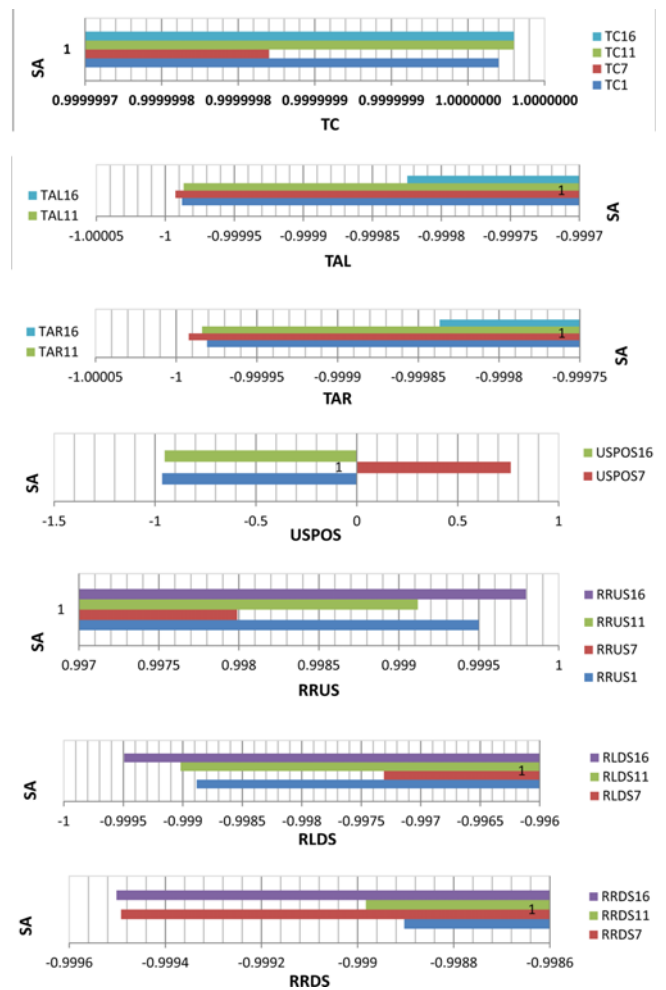 TC16
TC11
TC7
TC1
SA
1
0.9999997 0.9999998 0.9999998 0.9999999 0.9999999 1.0000000 1.0000000
TC
TAL16
TAL11
1
SA
-1.00005 -1 -0.99995 -0.9999 -0.99985 -0.9998 -0.99975 -0.9997
TAL
TAR16
TAR11
1
SA
-1.00005 -1 -0.99995 -0.9999 -0.99985 -0.9998 -0.99975
TAR
USPOS16
USPOS7
SA
1
-1.5 -1 -0.5 0 0.5 1
USPOS
RRUS16
RRUS11
RRUS7
RRUS1
SA
1
0.997 0.9975 0.998 0.9985 0.999 0.9995 1
RRUS
RLDS16
RLDS11
RLDS7
SA
1
-1 -0.9995 -0.999 -0.9985 -0.998 -0.9975 -0.997 -0.9965 -0.996
RLDS
RRDS16
RRDS11
RRDS7
SA
1
-0.9996 -0.9994 -0.9992 -0.999 -0.9988 -0.9986
RRDS